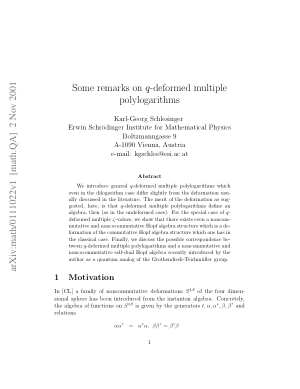 arXiv:math/0111022v1 [math.QA] 2 Nov 2001
Some remarks on q-deformed multiple
polylogarithms
Karl-Georg Schlesinger
Erwin Schrödinger Institute for Mathematical Physics
Boltzmanngasse 9
A-1090 Vienna, Austria
e-mail: kgschles@esi.ac.at
Abstract
We introduce general q-deformed multiple polylogarithms which
even in the dilogarithm case differ slightly from the deformation usu-
ally discussed in the literature. The merit of the deformation as sug-
gested, here, is that q-deformed multiple polylogarithms define an
algebra, then (as in the undeformed case). For the special case of q-
deformed multiple ζ-values, we show that there exists even a noncom-
mutative and noncocommutative Hopf algebra structure which is a de-
formation of the commutative Hopf algebra structure which one has in
the classical case. Finally, we discuss the possible correspondence be-
tween q-deformed multiple polylogarithms and a noncommutative and
noncocommutative self-dual Hopf algebra recently introduced by the
author as a quantum analog of the Grothendieck-Teichmüller group.
1 Motivation
In [CL] a family of noncommutative deformations
of the four dimen-
sional sphere has been introduced from the instanton algebra. Concretely,
the algebra of functions on
is given by the generators t, α, α*, β, β* and
relations
αα* = α*α, ββ* = β*β
1